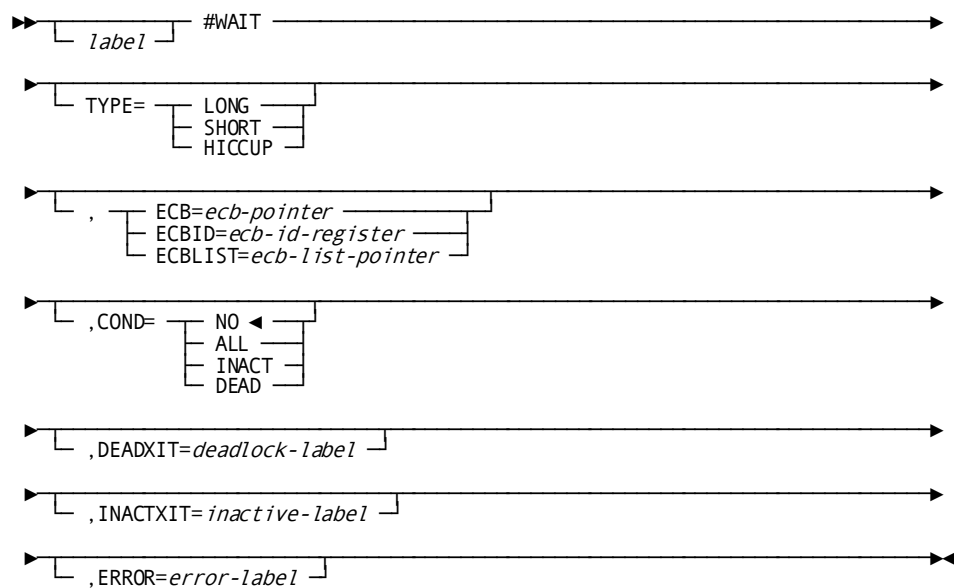 #WAIT
label
TYPE= LONG
SHORT
HICCUP
, ECB=ecb-pointer
ECBID=ecb-id-register
ECBLIST=ecb-list-pointer
,COND= NO ◄
ALL
INACT
DEAD
,DEADXIT=deadlock-label
,INACTXIT=inactive-label
,ERROR=error-label